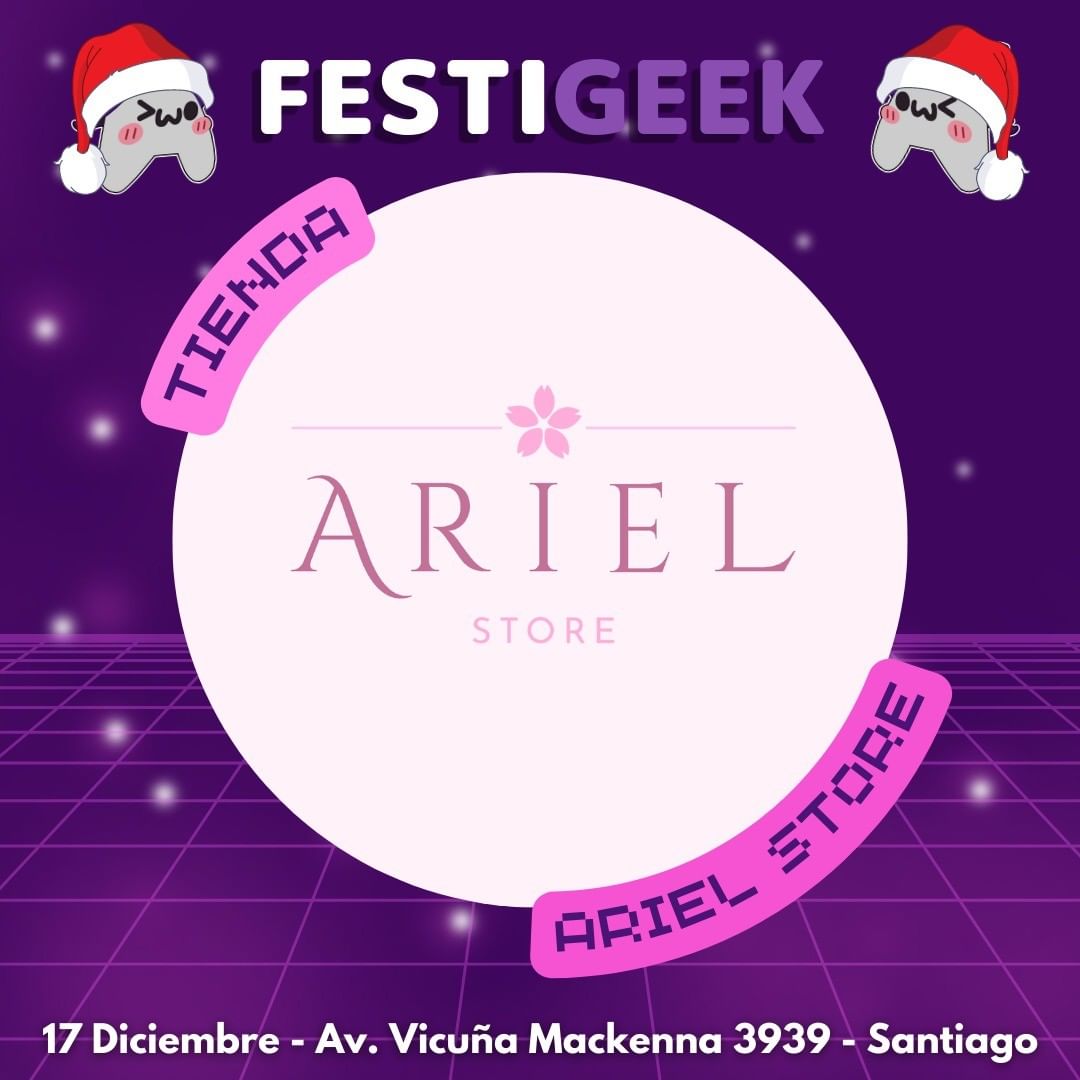 FESTIGEEK
TIENDA
ARIEL
STORE
ARIEL STORE
17 Diciembre - Av. Vicuña Mackenna 3939 - Santiago